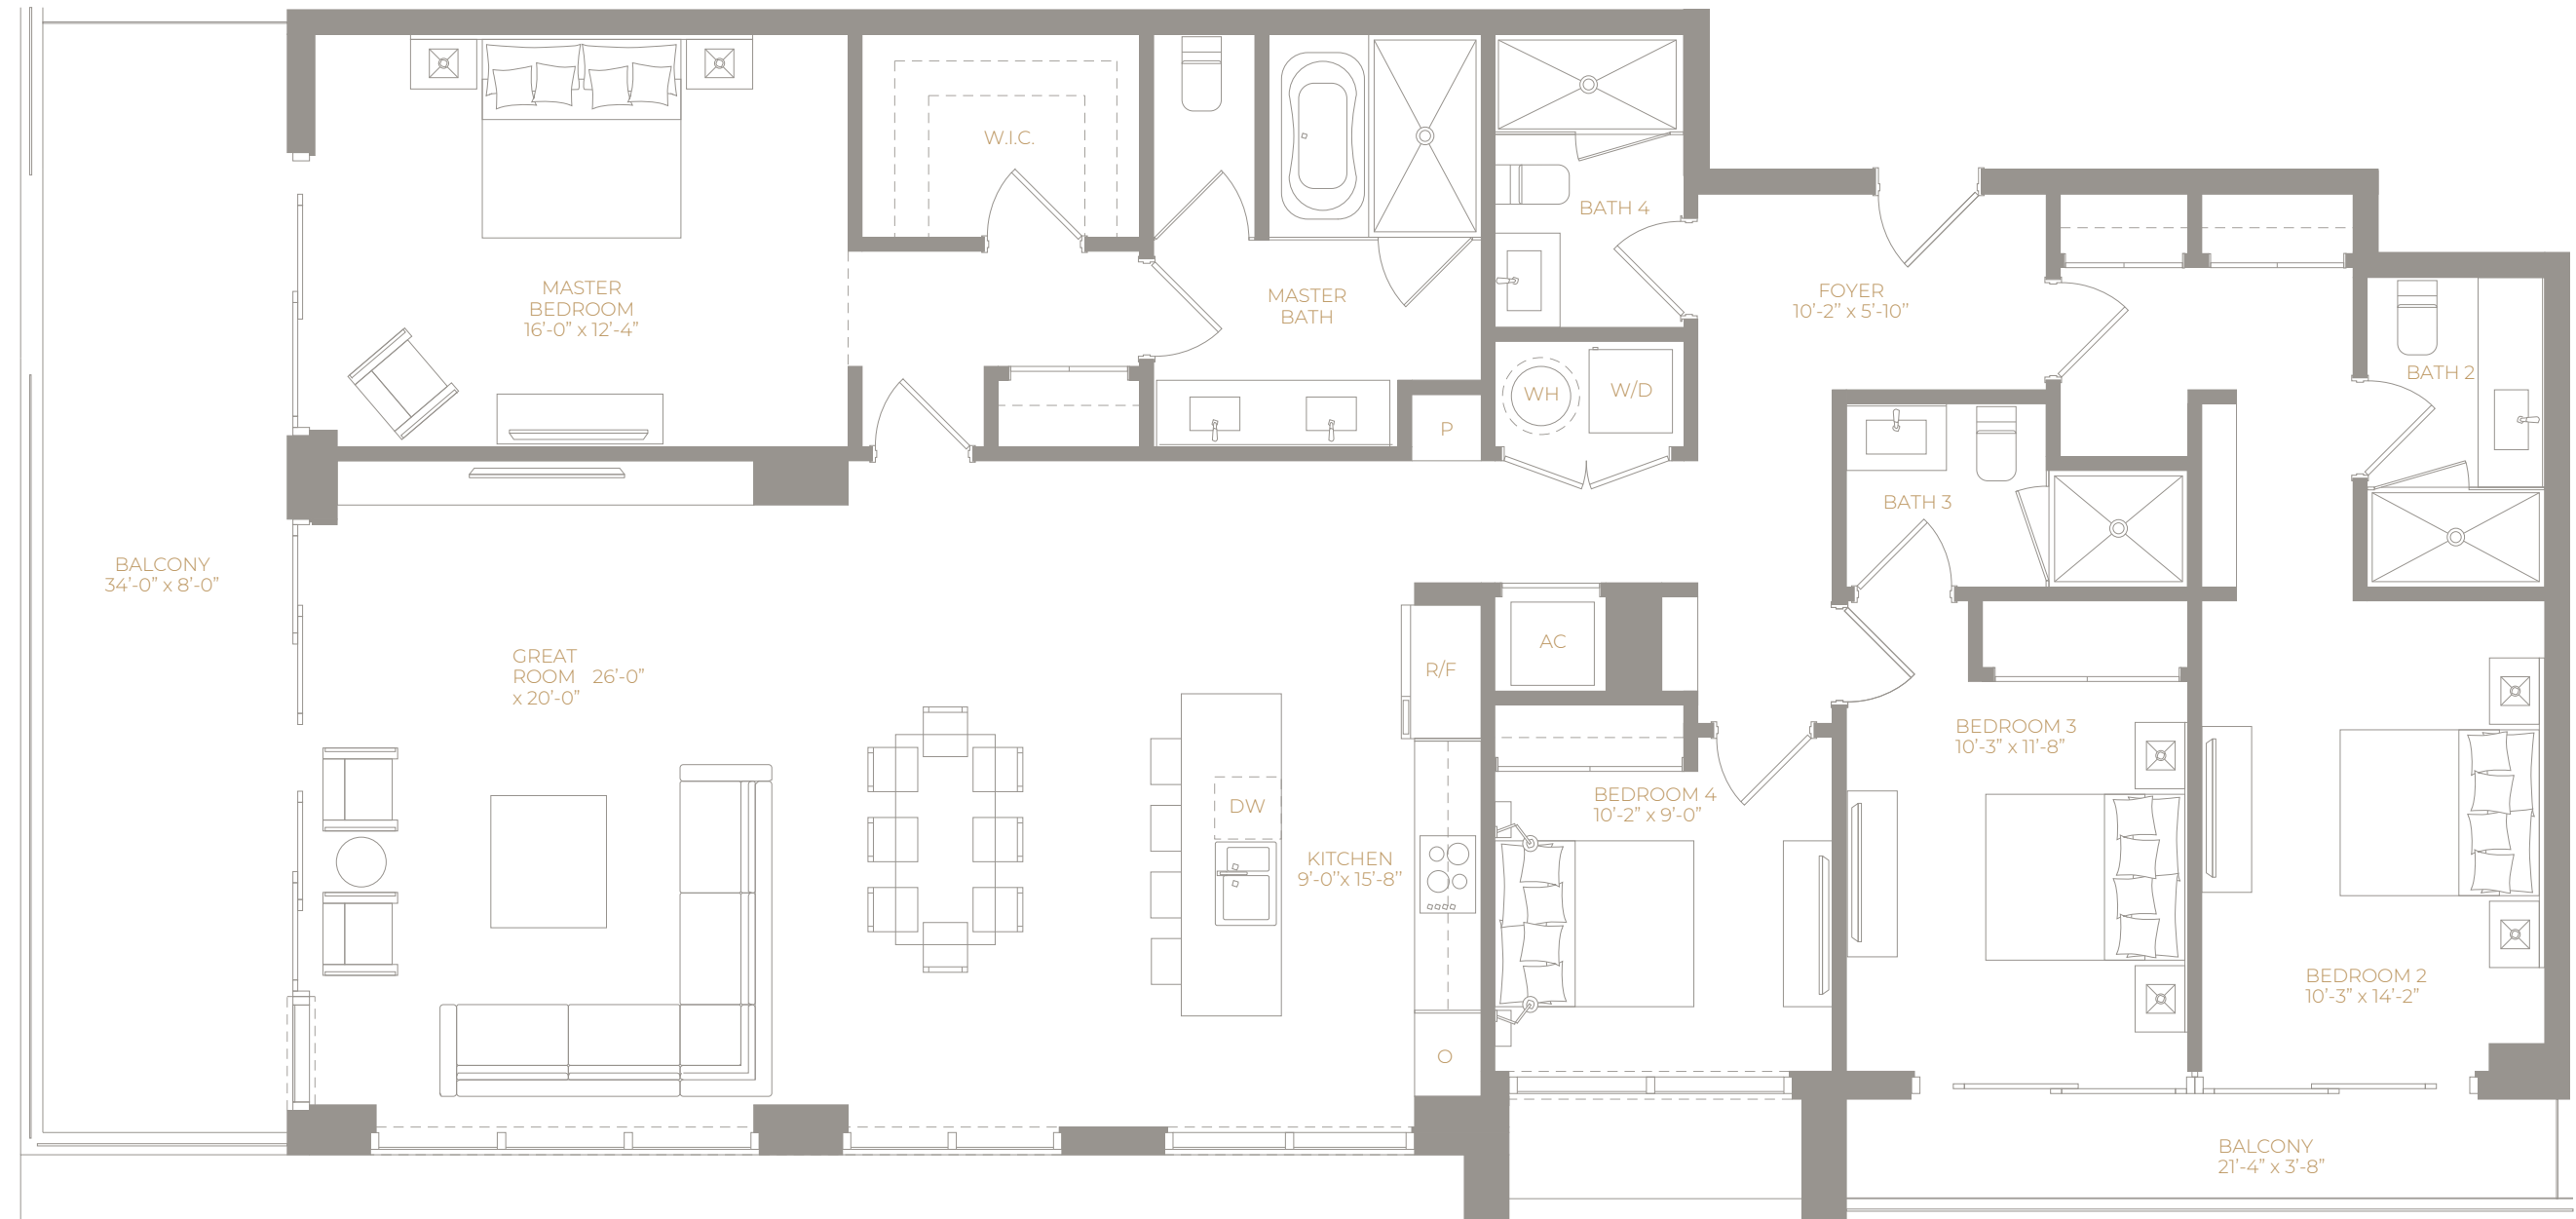 W.I.C.
BATH 4
MASTER
BEDROOM
16’-0” x 12’-4”
MASTER
BATH
FOYER
10’-2” x 5’-10”
BATH 2
WH
W/D
P
BATH 3
BALCONY
34’-0” x 8’-0”
GREAT
ROOM 26’-0”
x 20’-0”
R/F
AC
BEDROOM 3
10’-3” x 11’-8”
DW
BEDROOM 4
10’-2” x 9’-0”
KITCHEN
9’-0”x 15’-8”
BEDROOM 2
10’-3” x 14’-2”
O
BALCONY
21’-4” x 3’-8”